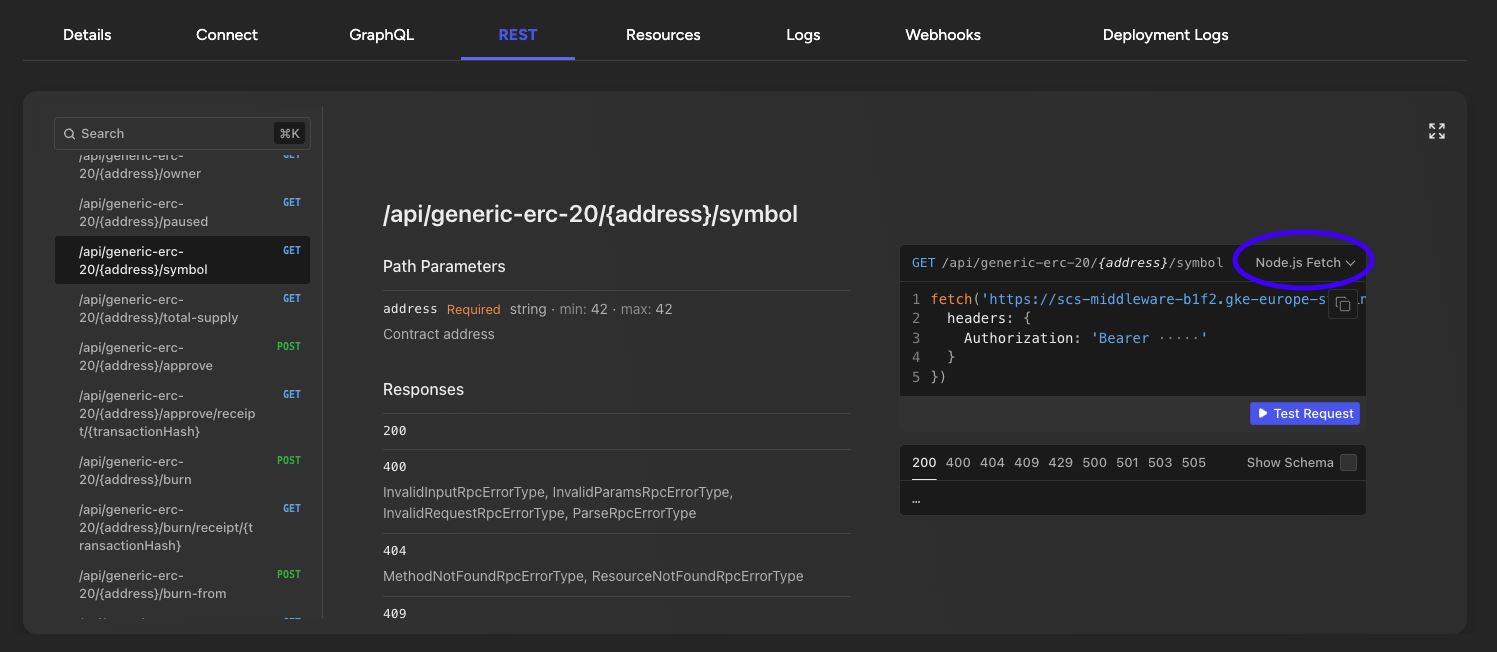 Details Connect GraphQL REST Resources Logs Webhooks Deployment Logs
Search ⌘K
/api/generic-erc- GET
20/{address}/owner
/api/generic-erc- GET
20/{address}/paused
/api/generic-erc- GET
20/{address}/symbol
/api/generic-erc- GET
20/{address}/total-supply
/api/generic-erc- POST
20/{address}/approve
/api/generic-erc- GET
20/{address}/approve/receip
t/{transactionHash}
/api/generic-erc- POST
20/{address}/burn
/api/generic-erc- GET
20/{address}/burn/receipt/{t
ransactionHash}
/api/generic-erc- POST
20/{address}/burn-from
/api/generic-erc-20/{address}/symbol
Path Parameters
address Required string · min: 42 · max: 42
Contract address
Responses
200
400
InvalidInputRpcErrorType, InvalidParamsRpcErrorType,
InvalidRequestRpcErrorType, ParseRpcErrorType
404
MethodNotFoundRpcErrorType, ResourceNotFoundRpcErrorType
409
GET /api/generic-erc-20/{address}/symbol Node.js Fetch
1 fetch('https://scs-middleware-b1f2.gke-europe-s
2 headers: {
3 Authorization: 'Bearer ·····'
4 }
5 })
Test Request
200 400 404 409 429 500 501 503 505 Show Schema
…